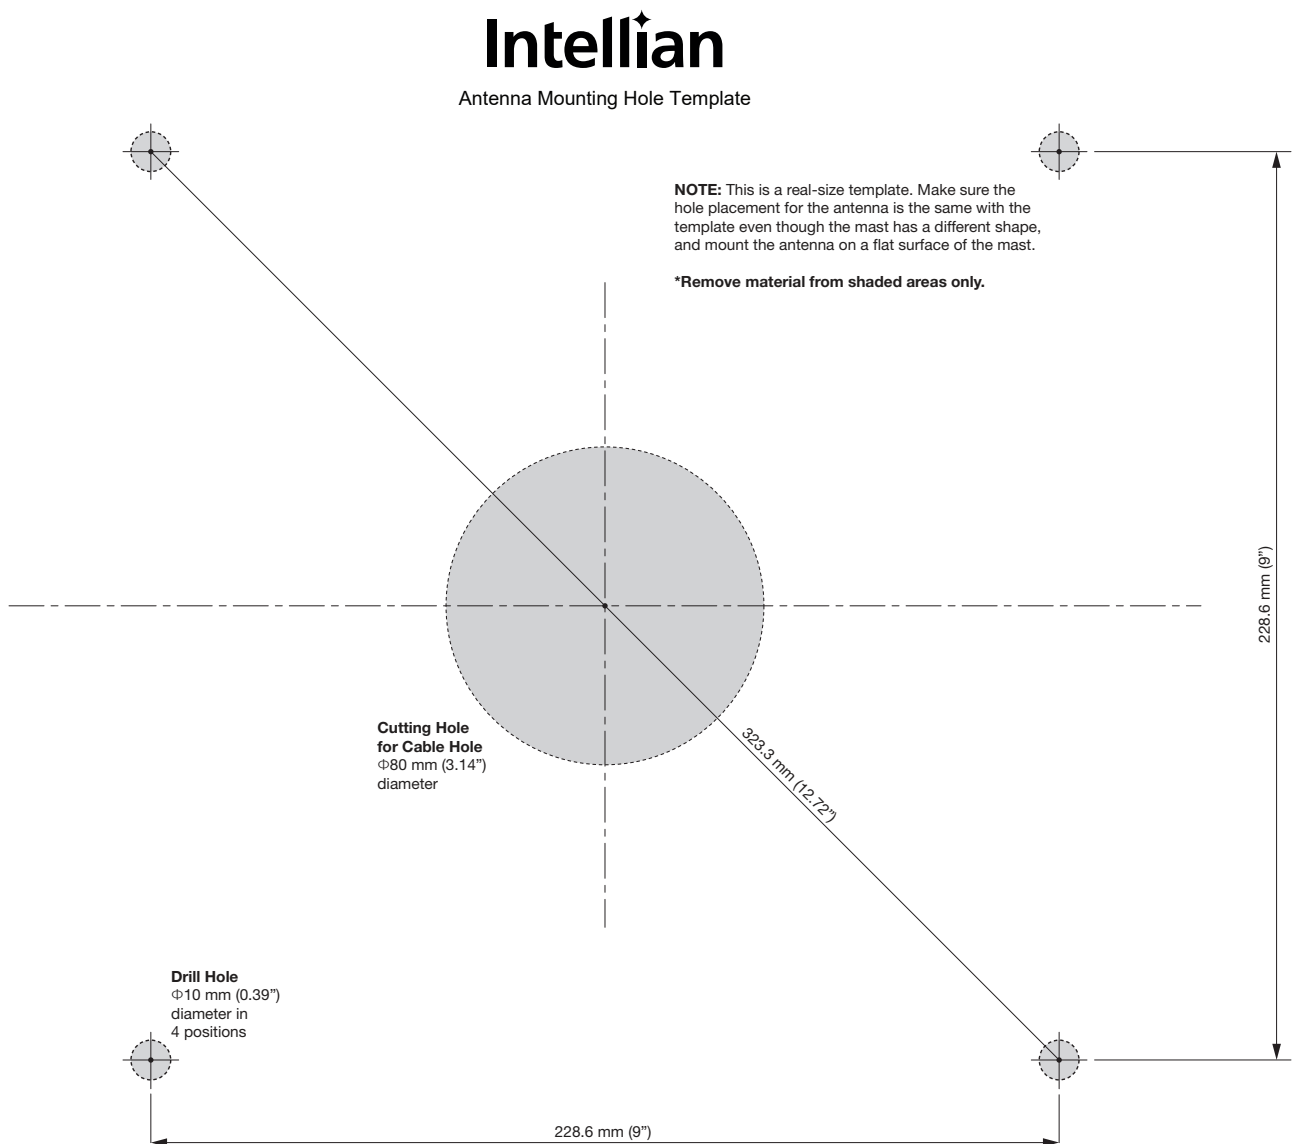 Intellian
Antenna Mounting Hole Template
NOTE: This is a real-size template. Make sure the
hole placement for the antenna is the same with the
template even though the mast has a different shape,
and mount the antenna on a flat surface of the mast.
*Remove material from shaded areas only.
228.6 mm (9”)
Cutting Hole
for Cable Hole
Φ80 mm (3.14”)
diameter
323.3 mm (12.72”)
Drill Hole
Φ10 mm (0.39”)
diameter in
4 positions
228.6 mm (9”)